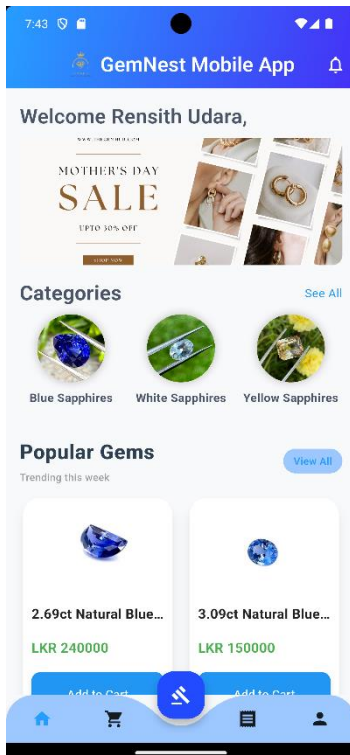 7:43
GemNest Mobile App
Welcome Rensith Udara,
MOTHER'S DAY
SALE
UPTO 30% OFF
SHOP NOW
Categories
See All
Blue Sapphires
White Sapphires
Yellow Sapphires
Popular Gems
View All
Trending this week
2.69ct Natural Blue...
3.09ct Natural Blue...
LKR 240000
LKR 150000
Add to Cart
Add to Cart